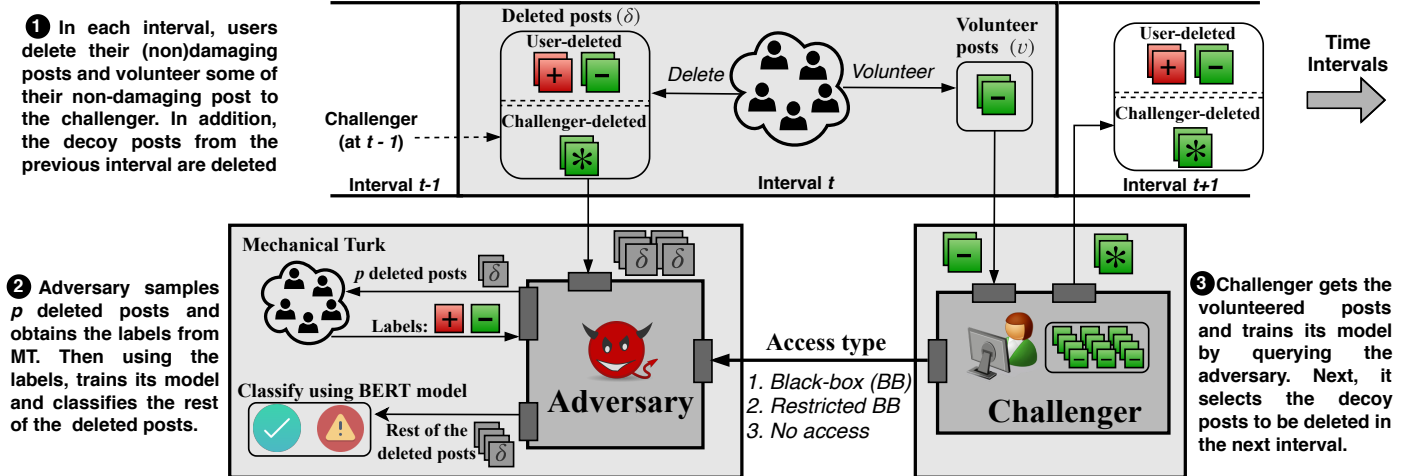 1 In each interval, users
delete their (non)damaging
posts and volunteer some of
their non-damaging post to
the challenger. In addition,
the decoy posts from the
previous interval are deleted
Challenger
(at t - 1)
Interval t-1
Deleted posts (δ)
User-deleted
+ −
Challenger-deleted
*
Delete
Volunteer
Interval t
Volunteer
posts (v)
−
User-deleted
+ −
Challenger-deleted
*
Interval t+1
Time
Intervals
2 Adversary samples
p deleted posts and
obtains the labels from
MT. Then using the
labels, trains its model
and classifies the rest
of the deleted posts.
Mechanical Turk
p deleted posts δ
Labels: + −
δ δ
Classify using BERT model
Rest of the
deleted posts δ
Adversary
Access type
1. Black-box (BB)
2. Restricted BB
3. No access
− *
− − −
Challenger
3 Challenger gets the
volunteered posts
and trains its model
by querying the
adversary. Next, it
selects the decoy
posts to be deleted in
the next interval.